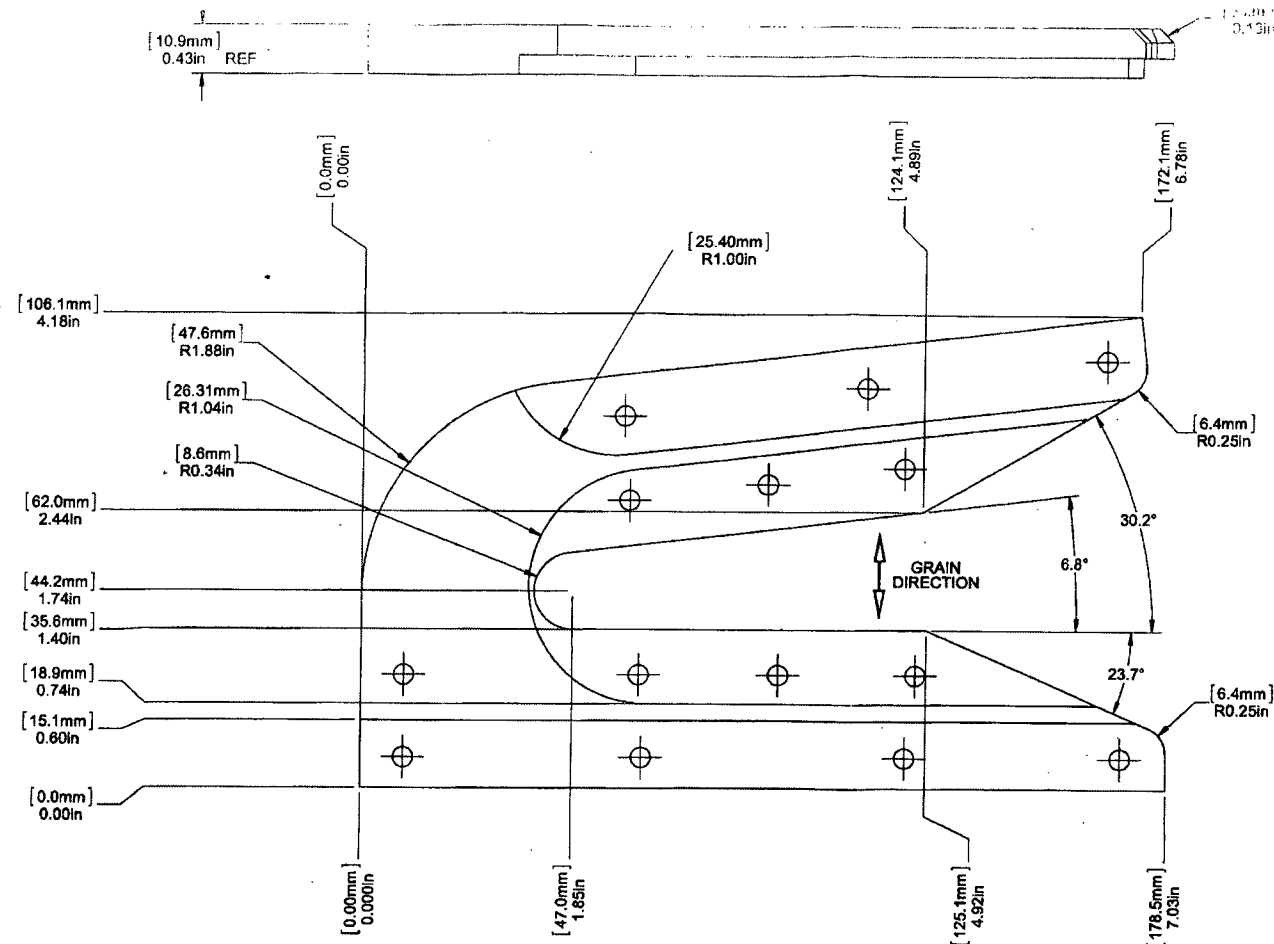 [10.9mm]
0.43in REF
0.13in
[0.0mm]
0.00in
[124.1mm]
4.89in
[172.1mm]
6.78in
[25.40mm]
R1.00in
[106.1mm]
4.18in
[47.6mm]
R1.88in
[26.31mm]
R1.04in
[8.6mm]
R0.34in
[6.4mm]
R0.25in
[62.0mm]
2.44in
30.2°
GRAIN
DIRECTION
6.8°
[44.2mm]
1.74in
[35.6mm]
1.40in
[18.9mm]
0.74in
23.7°
[6.4mm]
R0.25in
[15.1mm]
0.60in
[0.0mm]
0.00in
[0.00mm]
0.000in
[47.0mm]
1.85in
[125.1mm]
4.92in
[178.5mm]
7.03in